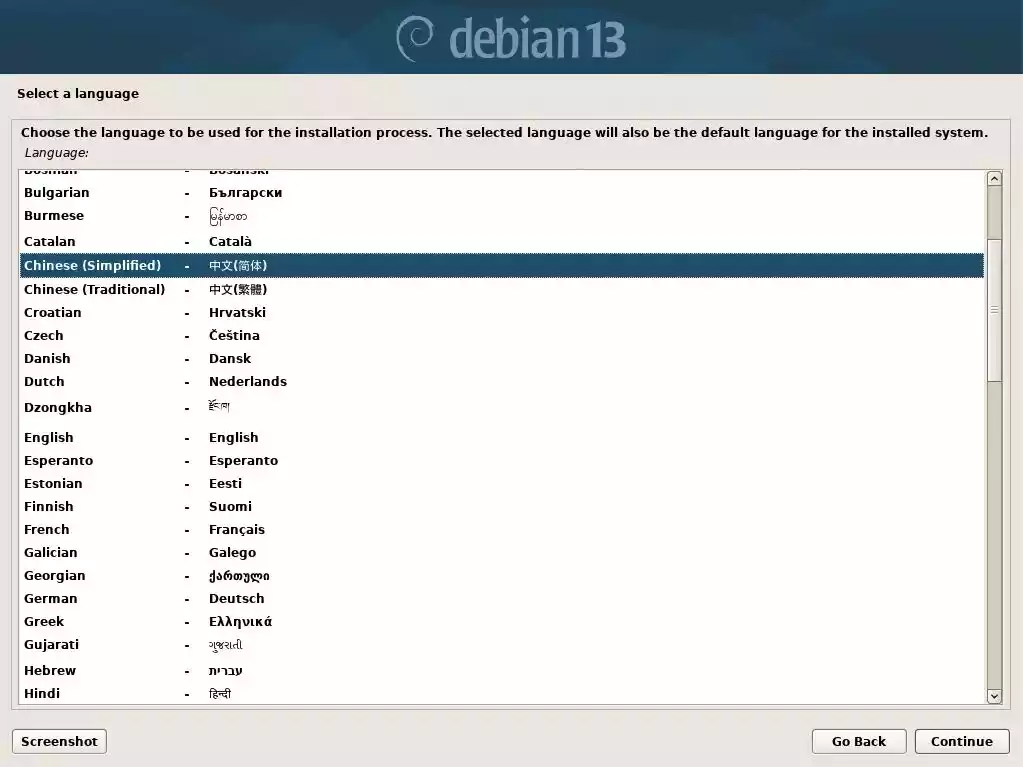 debian 13
Select a language
Choose the language to be used for the installation process. The selected language will also be the default language for the installed system.
Language:
Bosnian - Bosanski
Bulgarian - Български
Burmese - မြန်မာစာ
Catalan - Català
Chinese (Simplified) - 中文(简体)
Chinese (Traditional) - 中文(繁體)
Croatian - Hrvatski
Czech - Čeština
Danish - Dansk
Dutch - Nederlands
Dzongkha - རྫོང་ཁ།
English - English
Esperanto - Esperanto
Estonian - Eesti
Finnish - Suomi
French - Français
Galician - Galego
Georgian - ქართული
German - Deutsch
Greek - Ελληνικά
Gujarati - ગુજરાતી
Hebrew - עברית
Hindi - हिन्दी
Screenshot Go Back Continue